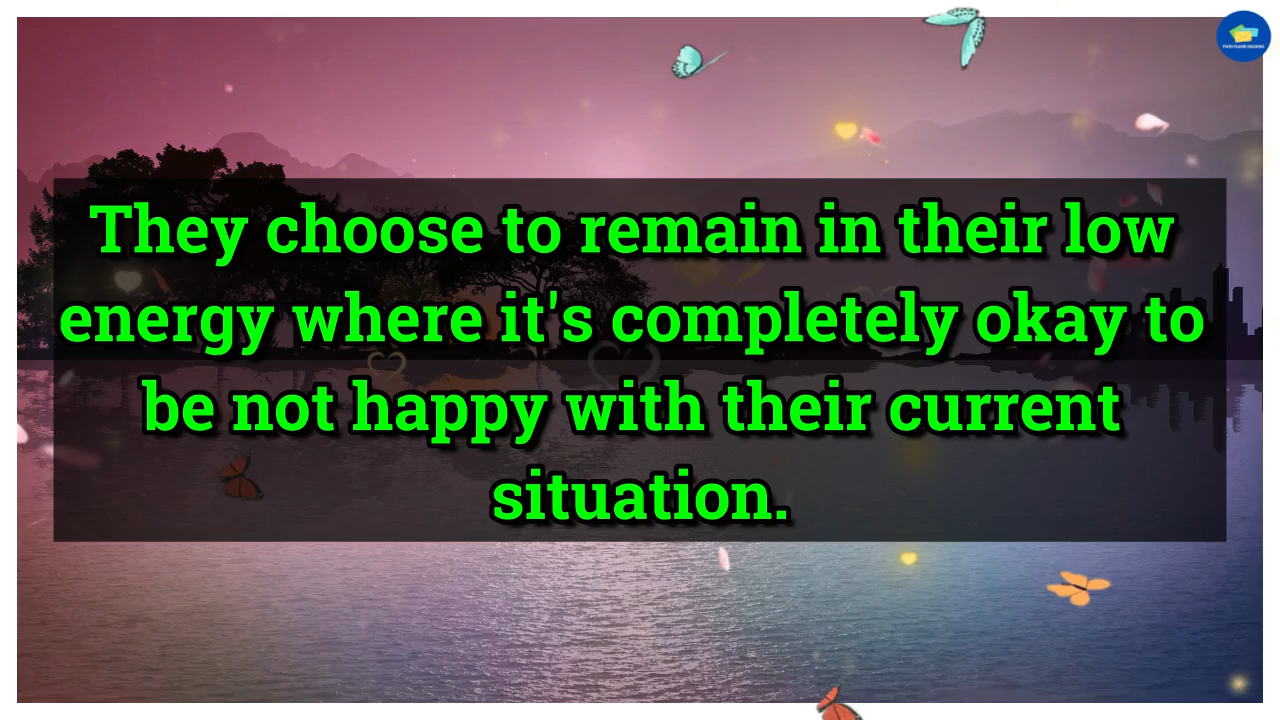 They choose to remain in their low
energy where it's completely okay to
be not happy with their current
situation.